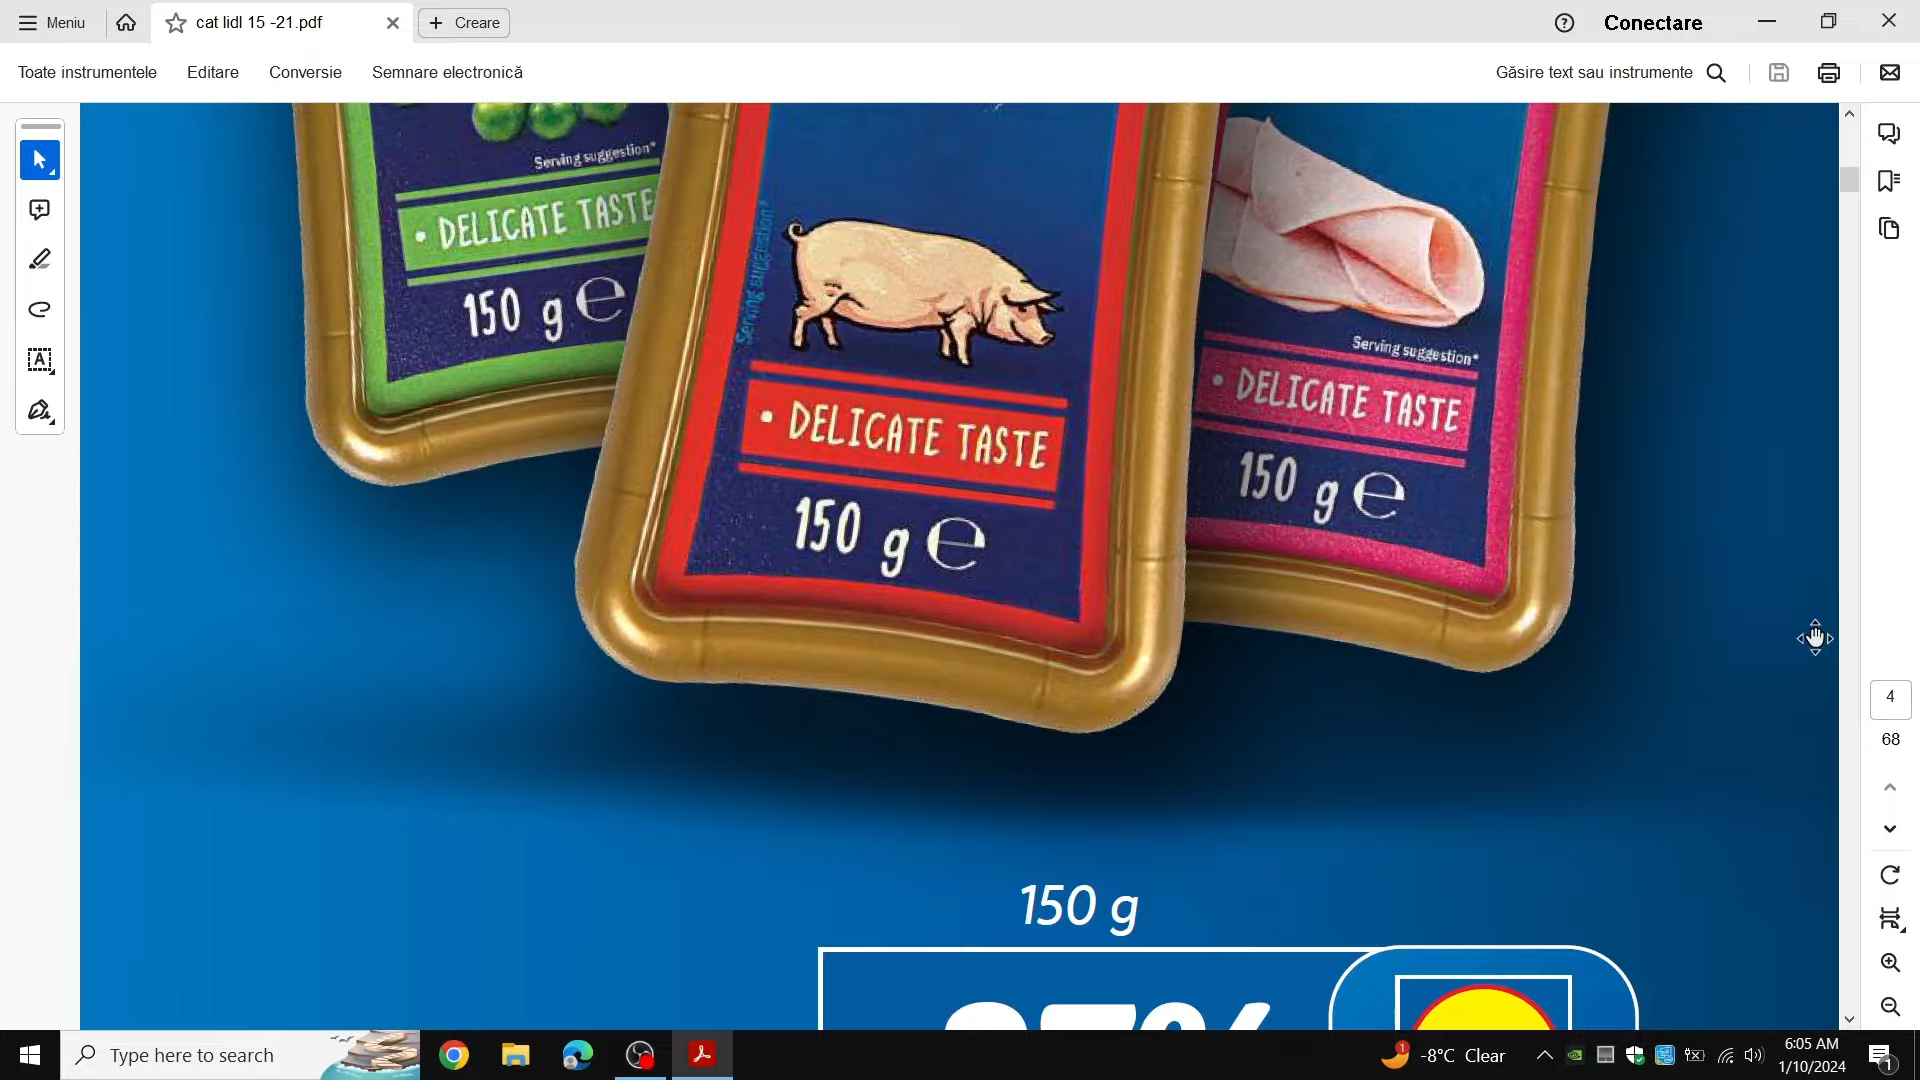 Meniu
cat lidl 15 -21.pdf
Creare
Conectare
Toate instrumentele
Editare
Conversie
Semnare electronică
Găsire text sau instrumente
Serving suggestion*
• DELICATE TASTE
150 g e
Serving suggestion*
• DELICATE TASTE
150 g e
Serving suggestion*
• DELICATE TASTE
150 g e
4
68
150 g
Type here to search
1
-8°C Clear
6:05 AM
1/10/2024
1